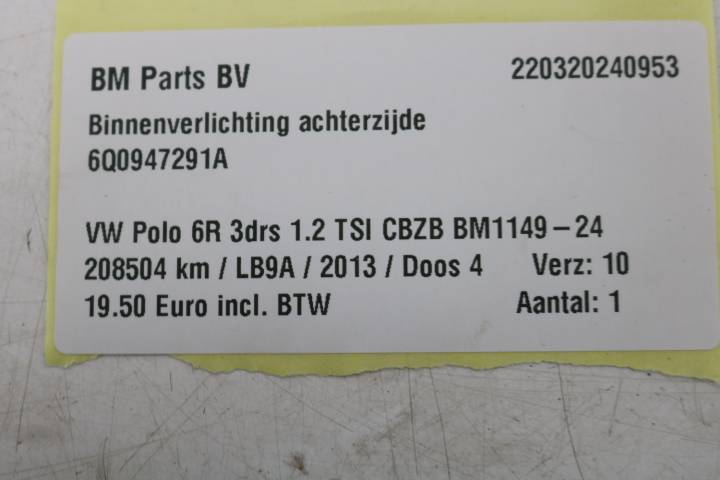 BM Parts BV 220320240953
Binnenverlichting achterzijde
6Q0947291A
VW Polo 6R 3drs 1.2 TSI CBZB BM1149-24
208504 km / LB9A / 2013 / Doos 4 Verz: 10
19.50 Euro incl. BTW Aantal: 1